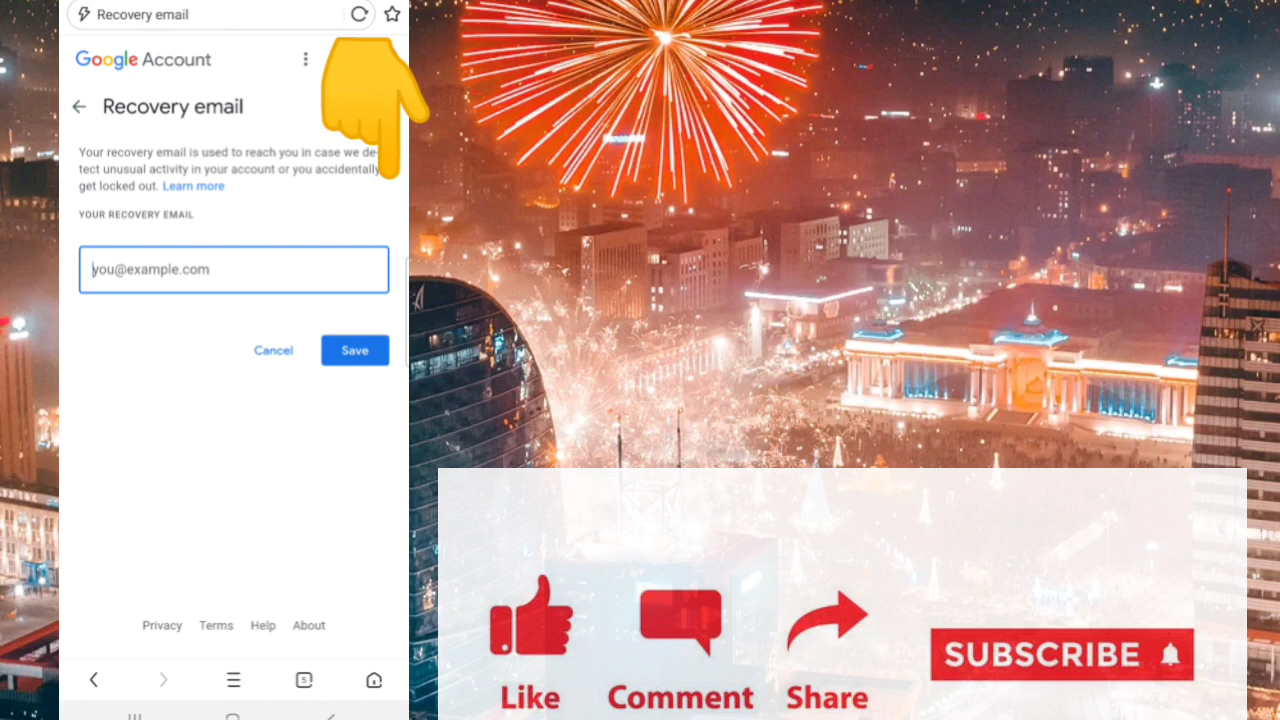 Recovery email
Google Account
Recovery email
Your recovery email is used to reach you in case we de-
tect unusual activity in your account or you accidentally
get locked out. Learn more
YOUR RECOVERY EMAIL
you@example.com
Cancel
Save
Privacy
Terms
Help
About
5
Like
Comment
Share
SUBSCRIBE